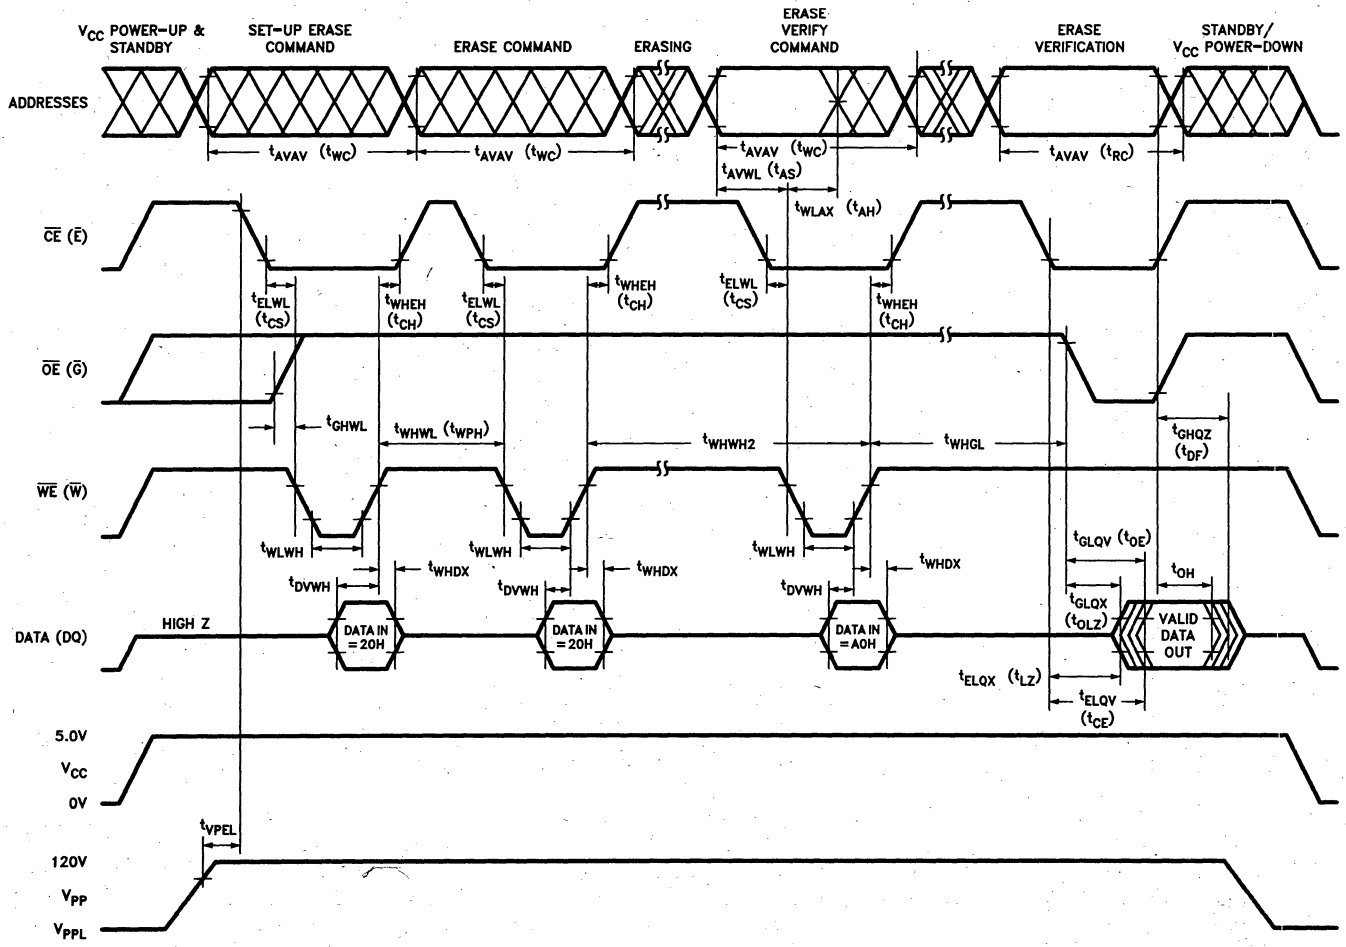 VCC POWER-UP & STANDBY
SET-UP ERASE COMMAND
ERASE COMMAND
ERASING
ERASE VERIFY COMMAND
ERASE VERIFICATION
STANDBY/ VCC POWER-DOWN
ADDRESSES
tAVAV (tWC)
tAVAV (tWC)
tAVAV (tWC)
tAVAV (tRC)
tAVWL (tAS)
tWLAX (tAH)
CE (E)
tELWL (tCS)
tWHEH (tCH)
tELWL (tCS)
tWHEH (tCH)
tELWL (tCS)
tWHEH (tCH)
OE (G)
tGHWL
tWHWL (tWPH)
tWHWH2
tWHGL
tGHQZ (tDF)
WE (W)
tWLWH
tWLWH
tWLWH
tGLQV (tOE)
tDVWH
tWHDX
tDVWH
tWHDX
tDVWH
tWHDX
tOH
tGLQX (tOLZ)
DATA (DQ)
HIGH Z
DATA IN = 20H
DATA IN = 20H
DATA IN = A0H
VALID DATA OUT
tELQX (tLZ)
tELQV (tCE)
5.0V
VCC
0V
tVPEL
120V
VPP
VPPL